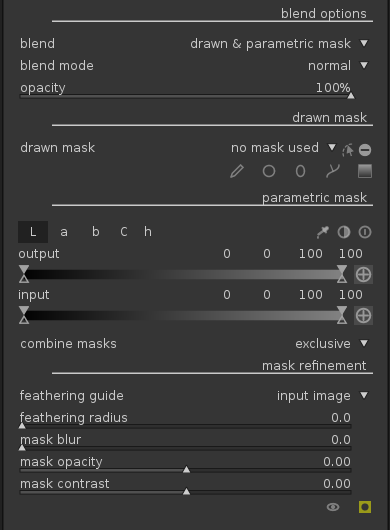 blend options
blend drawn & parametric mask
blend mode normal
opacity 100%
drawn mask
drawn mask no mask used
parametric mask
L a b C h
output 0 0 100 100
input 0 0 100 100
combine masks exclusive
mask refinement
feathering guide input image
feathering radius 0.0
mask blur 0.0
mask opacity 0.00
mask contrast 0.00